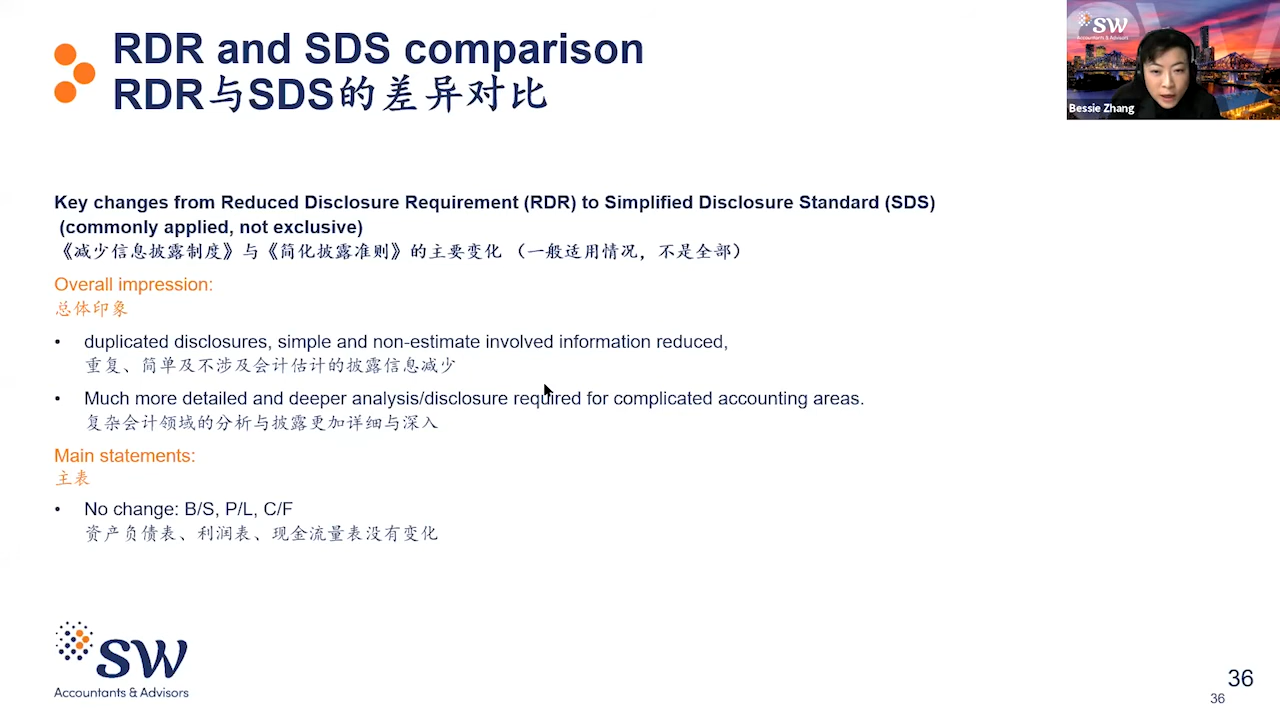 RDR and SDS comparison
RDR与SDS的差异对比
SW
Accountants & Advisors
Bessie Zhang
Key changes from Reduced Disclosure Requirement (RDR) to Simplified Disclosure Standard (SDS)
(commonly applied, not exclusive)
《减少信息披露制度》与《简化披露准则》的主要变化 （一般适用情况，不是全部）
Overall impression:
总体印象
• duplicated disclosures, simple and non-estimate involved information reduced,
重复、简单及不涉及会计估计的披露信息减少
• Much more detailed and deeper analysis/disclosure required for complicated accounting areas.
复杂会计领域的分析与披露更加详细与深入
Main statements:
主表
• No change: B/S, P/L, C/F
资产负债表、利润表、现金流量表没有变化
SW
Accountants & Advisors
36
36